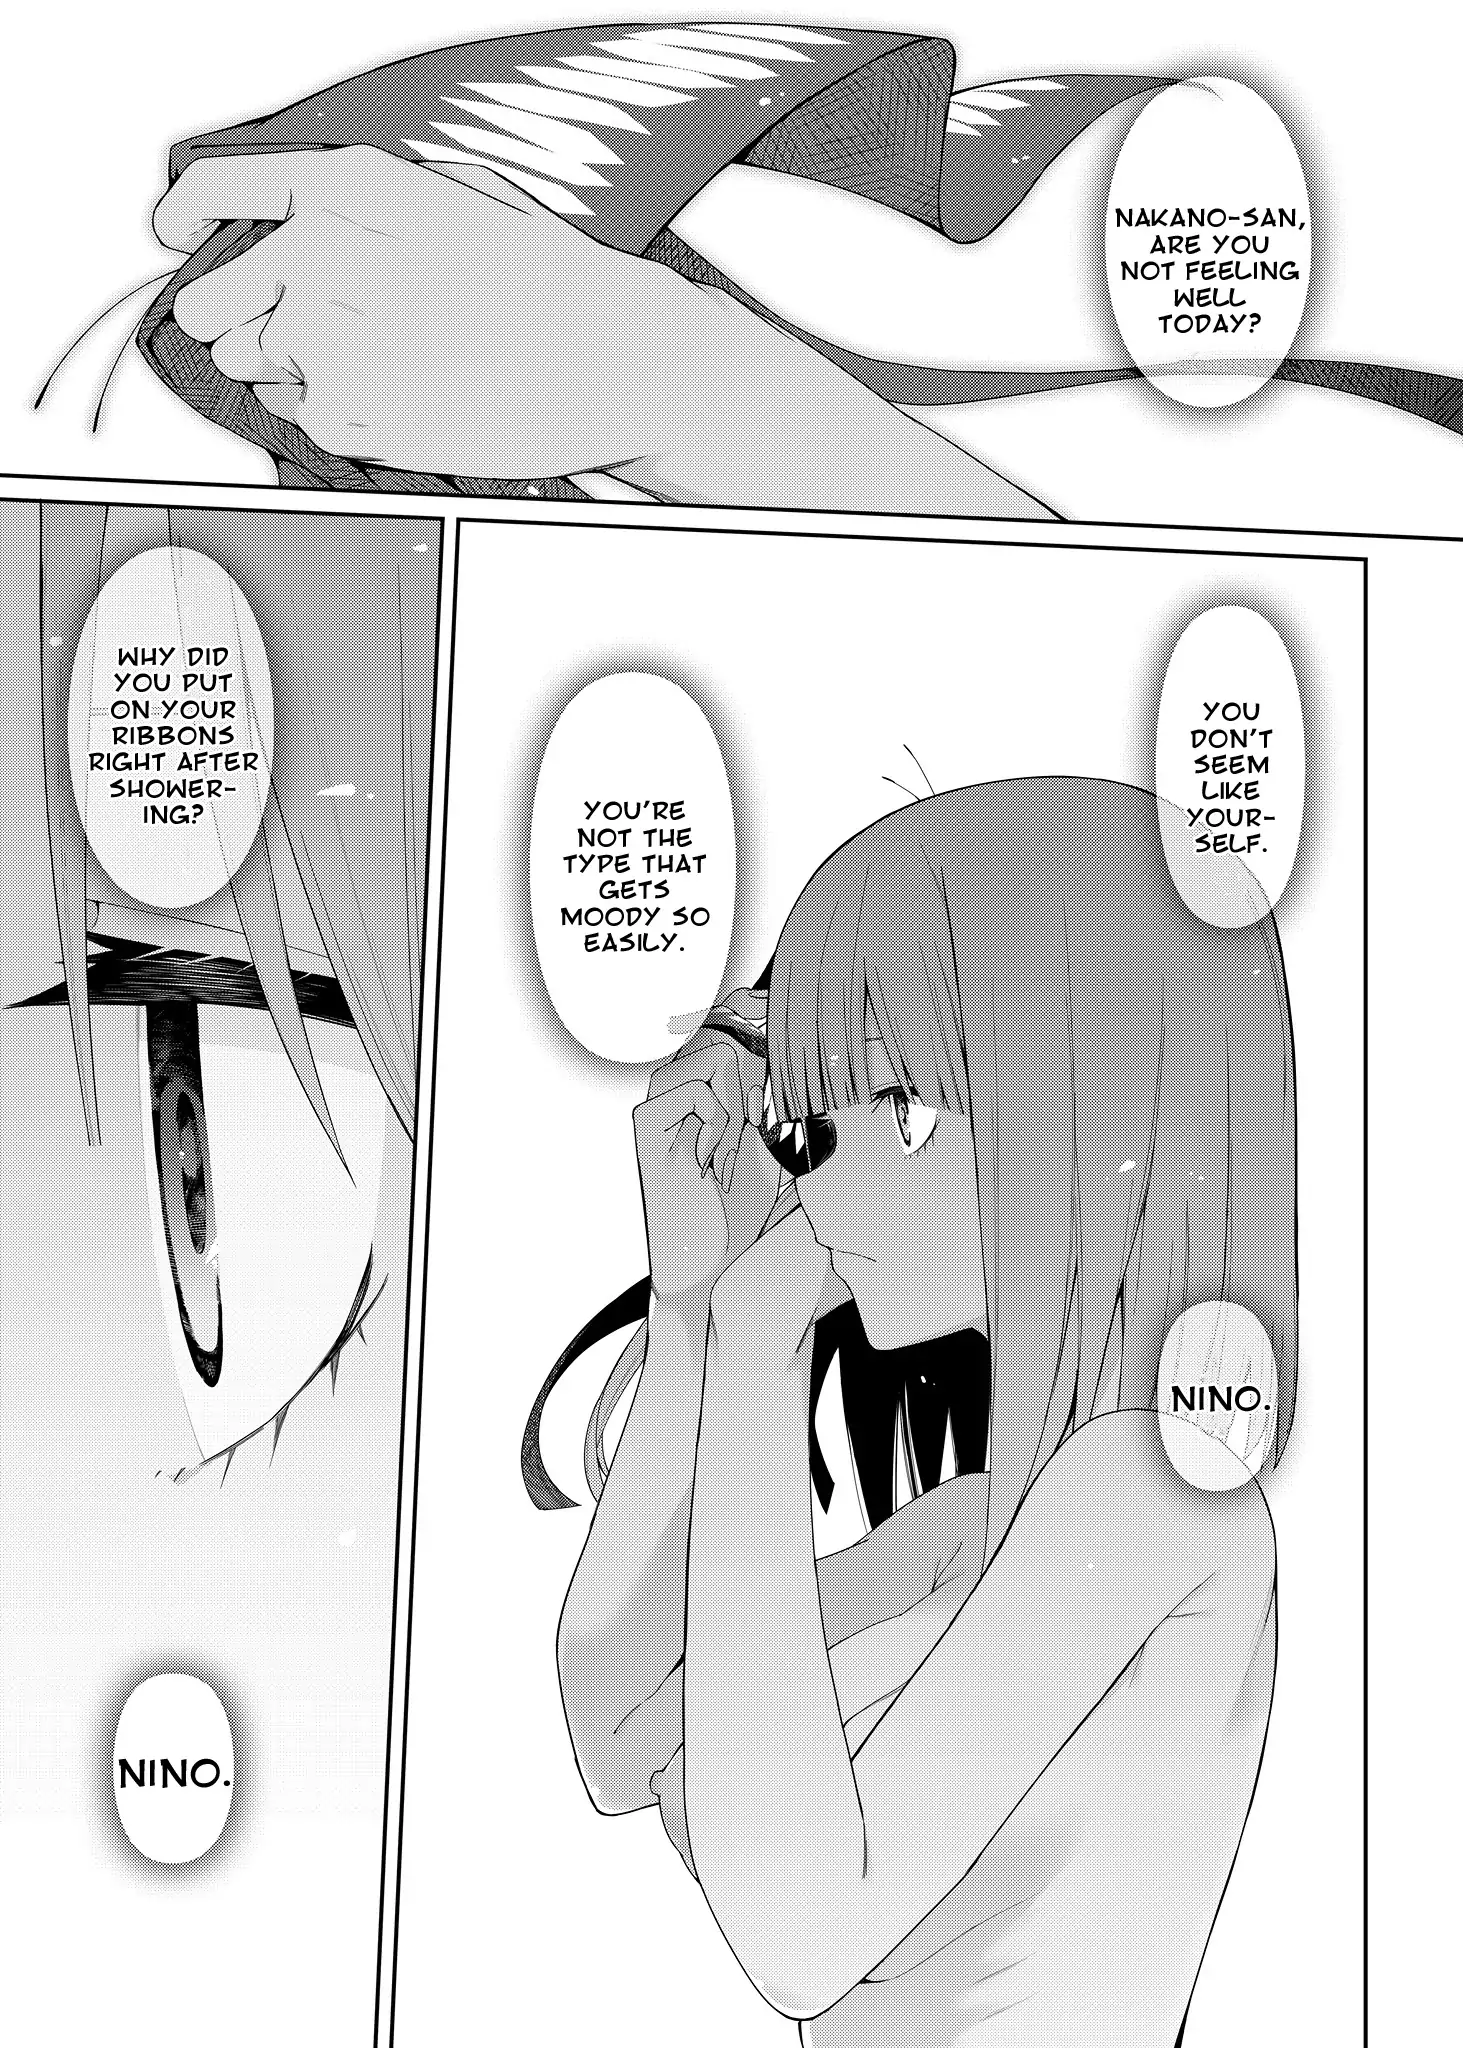 NAKANO-SAN,
ARE YOU
NOT FEELING
WELL
TODAY?
YOU
DON'T
SEEM
LIKE
YOUR-
SELF.
YOU'RE
NOT THE
TYPE THAT
GETS
MOODY SO
EASILY.
NINO.
WHY DID
YOU PUT
ON YOUR
RIBBONS
RIGHT AFTER
SHOWER-
ING?
NINO.